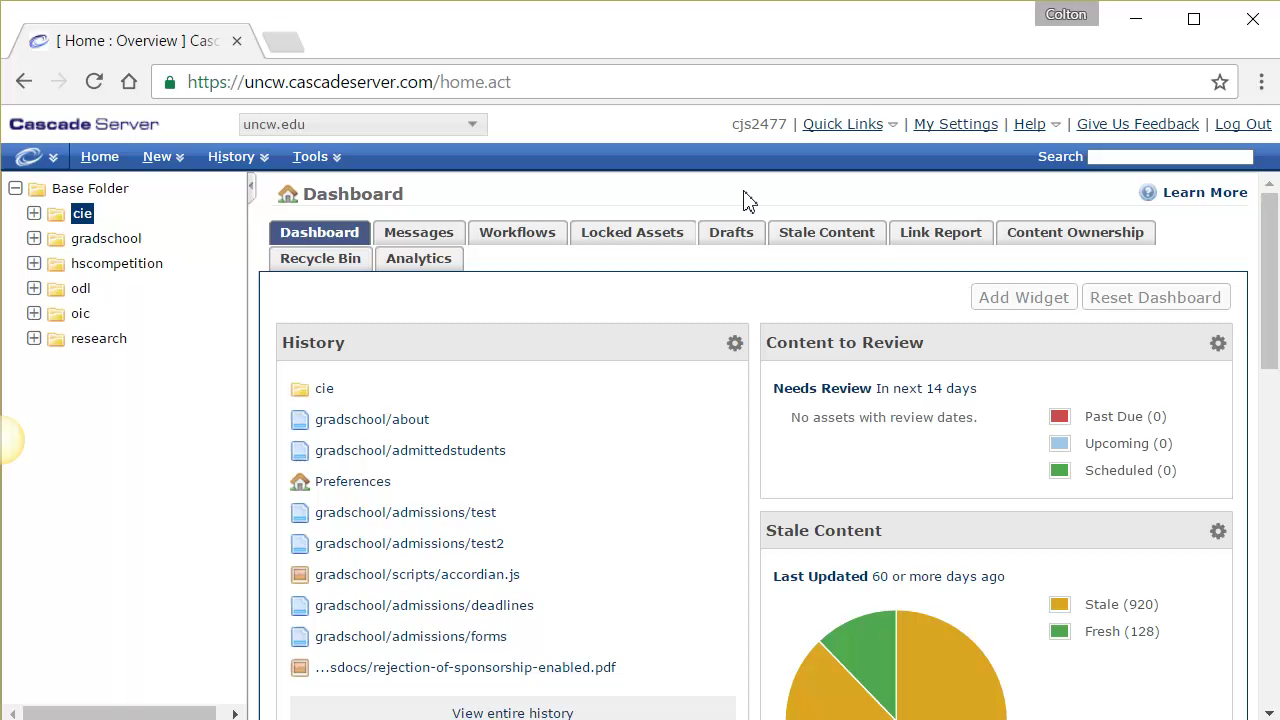 Colton
[ Home : Overview ] Casc
https://uncw.cascadeserver.com/home.act
Cascade Server
uncw.edu
cjs2477 | Quick Links | My Settings | Help | Give Us Feedback | Log Out
Home New History Tools Search
Base Folder
cie
gradschool
hscompetition
odl
oic
research
Dashboard
Learn More
Dashboard Messages Workflows Locked Assets Drafts Stale Content Link Report Content Ownership
Recycle Bin Analytics
Add Widget Reset Dashboard
History
cie
gradschool/about
gradschool/admittedstudents
Preferences
gradschool/admissions/test
gradschool/admissions/test2
gradschool/scripts/accordian.js
gradschool/admissions/deadlines
gradschool/admissions/forms
...sdocs/rejection-of-sponsorship-enabled.pdf
View entire history
Content to Review
Needs Review In next 14 days
No assets with review dates.
Past Due (0)
Upcoming (0)
Scheduled (0)
Stale Content
Last Updated 60 or more days ago
Stale (920)
Fresh (128)